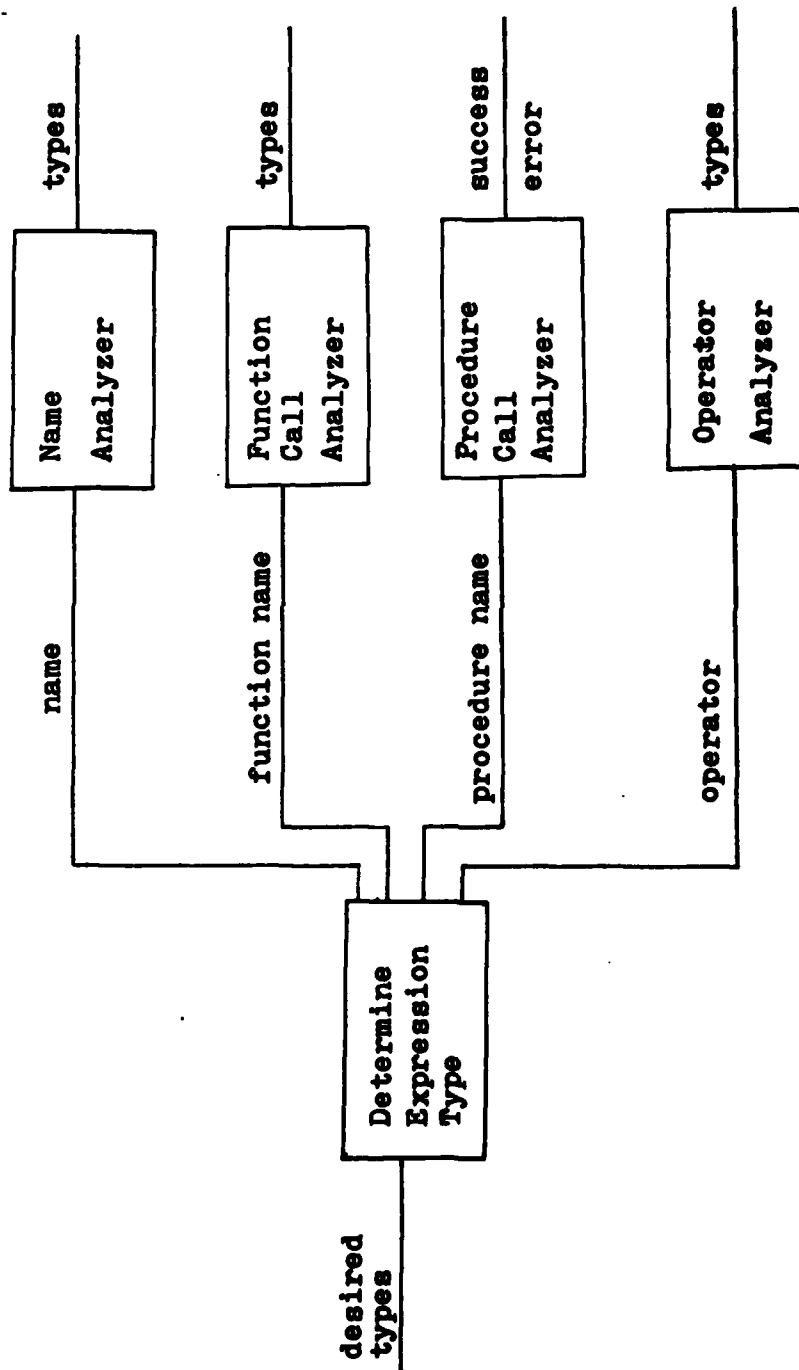 desired
types
Determine
Expression
Type
name
Name
Analyzer
types
function name
Function
Call
Analyzer
types
procedure name
Procedure
Call
Analyzer
success
error
operator
Operator
Analyzer
types